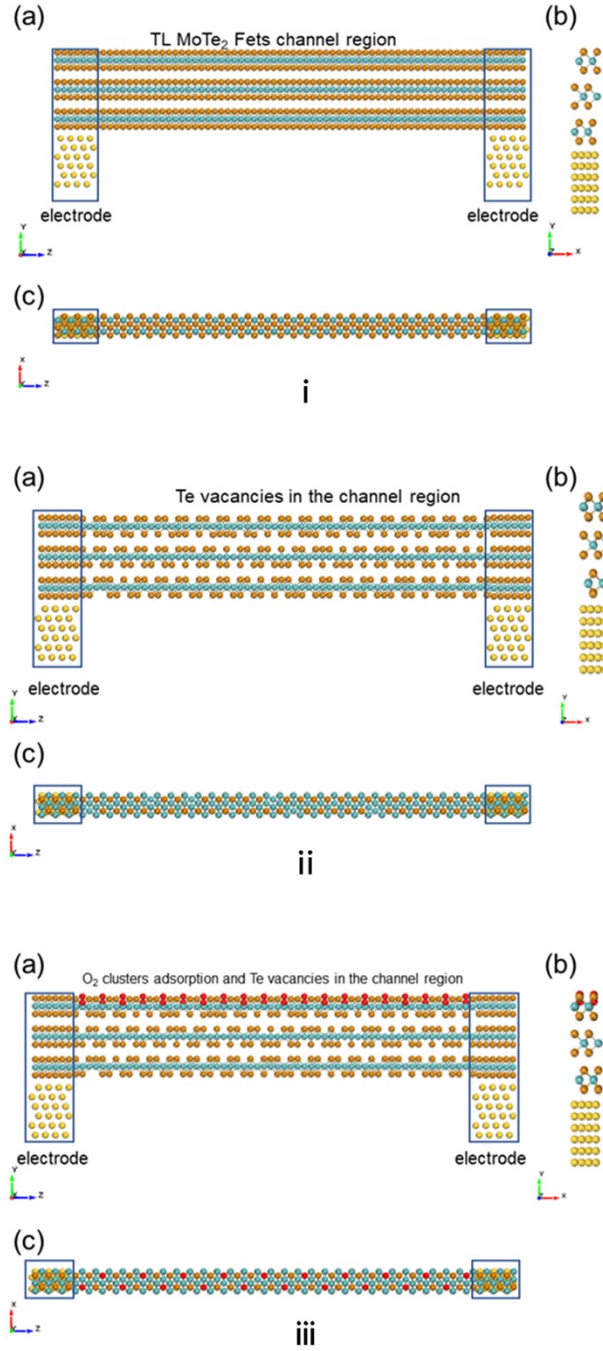 (a)
(b)
TL MoTe₂ Fets channel region
electrode
electrode
Y
Z
Y
X
(c)
X
Z
i
(a)
(b)
Te vacancies in the channel region
electrode
electrode
Y
Z
Y
X
(c)
X
Z
ii
(a)
(b)
O₂ clusters adsorption and Te vacancies in the channel region
electrode
electrode
Y
Z
Y
X
(c)
X
Z
iii